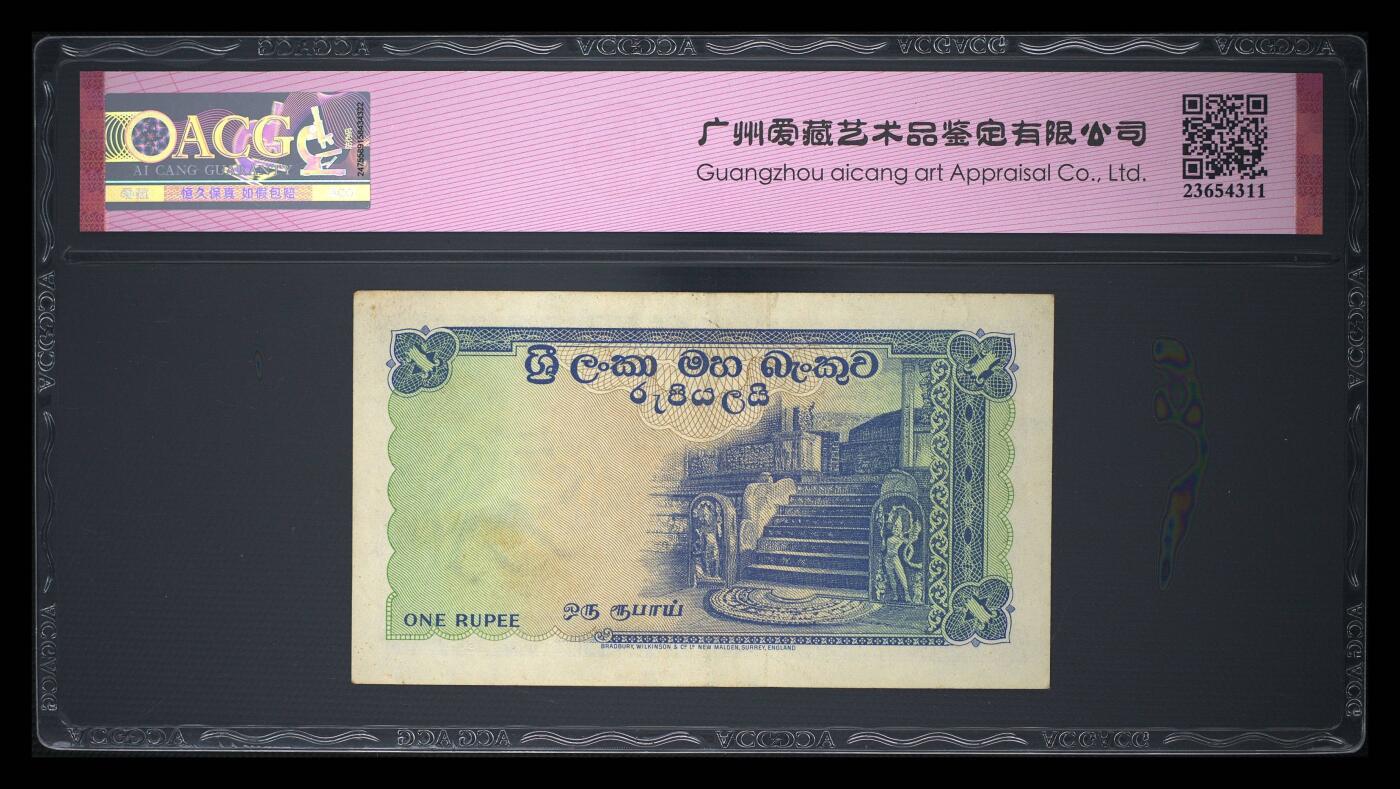 ACG
AI CANG GUARANTY
恒久保真 如假包赔
广州爱藏艺术品鉴定有限公司
Guangzhou aicang art Appraisal Co., Ltd.
23654311
ශ්‍රී ලංකා මහ බැංකුව
රුපියලයි
ONE RUPEE
ஒரு ரூபாய்
BRADBURY, WILKINSON & Cº Lᵈ NEW MALDEN, SURREY, ENGLAND